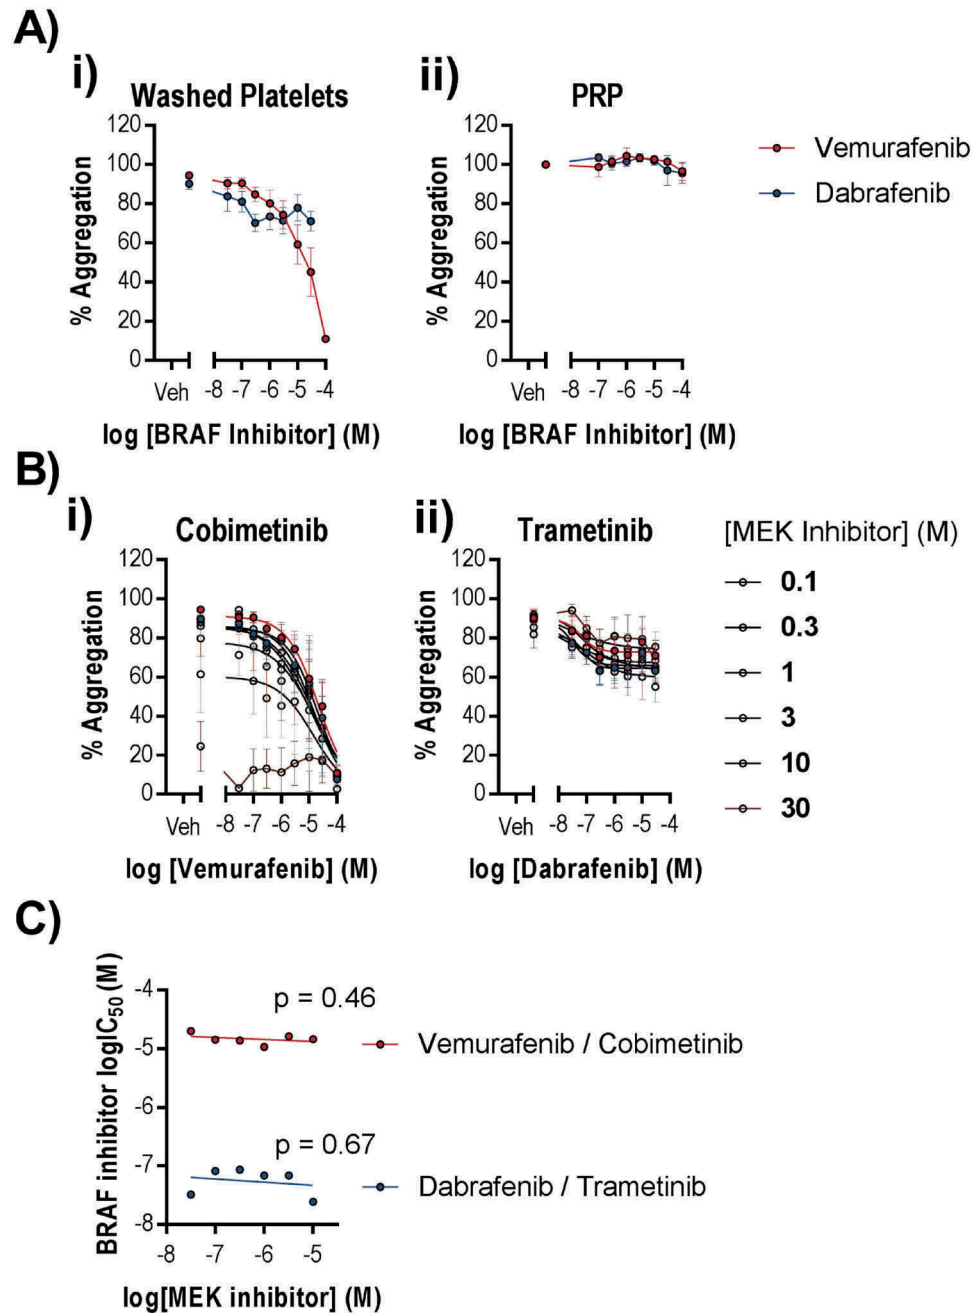 A)
i)
Washed Platelets
ii)
PRP
120
100
80
60
40
20
0
% Aggregation
Veh
-8 -7 -6 -5 -4
log [BRAF Inhibitor] (M)
120
100
80
60
40
20
0
% Aggregation
Veh
-8 -7 -6 -5 -4
log [BRAF Inhibitor] (M)
Vemurafenib
Dabrafenib
B)
i)
Cobimetinib
120
100
80
60
40
20
0
% Aggregation
Veh
-8 -7 -6 -5 -4
log [Vemurafenib] (M)
ii)
Trametinib
120
100
80
60
40
20
0
% Aggregation
Veh
-8 -7 -6 -5 -4
log [Dabrafenib] (M)
[MEK Inhibitor] (M)
0.1
0.3
1
3
10
30
C)
BRAF inhibitor logIC50 (M)
-4
-5
-6
-7
-8
p = 0.46
p = 0.67
-8 -7 -6 -5
log[MEK inhibitor] (M)
Vemurafenib / Cobimetinib
Dabrafenib / Trametinib